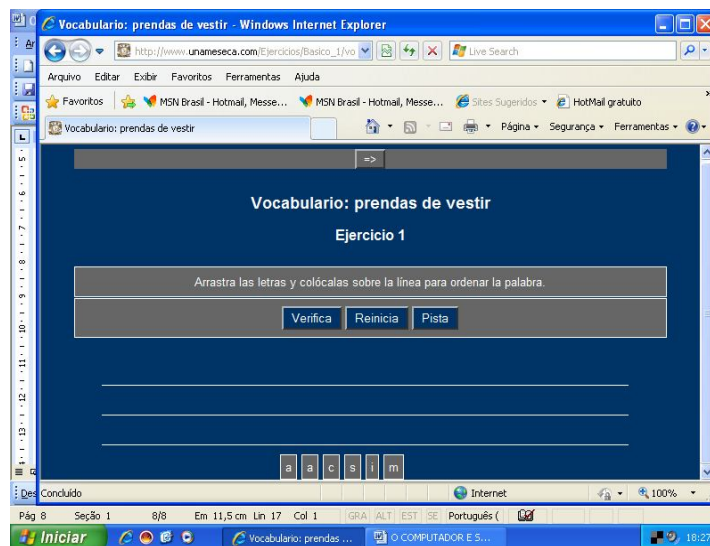 Vocabulario: prendas de vestir - Windows Internet Explorer
http://www.unameseca.com/Ejercicios/Basico_1/vo
Live Search
Arquivo Editar Exibir Favoritos Ferramentas Ajuda
Favoritos MSN Brasil - Hotmail, Messe... MSN Brasil - Hotmail, Messe... Sites Sugeridos HotMail gratuito
Vocabulario: prendas de vestir Página Segurança Ferramentas
=>
Vocabulario: prendas de vestir
Ejercicio 1
Arrastra las letras y colócalas sobre la línea para ordenar la palabra.
Verifica Reinicia Pista
a a c s i m
Des Concluído Internet 100%
Pág 8 Seção 1 8/8 Em 11,5 cm Lin 17 Col 1 GRA ALT EST SE Português (
Iniciar Vocabulario: prendas ... O COMPUTADOR E S... 18:27